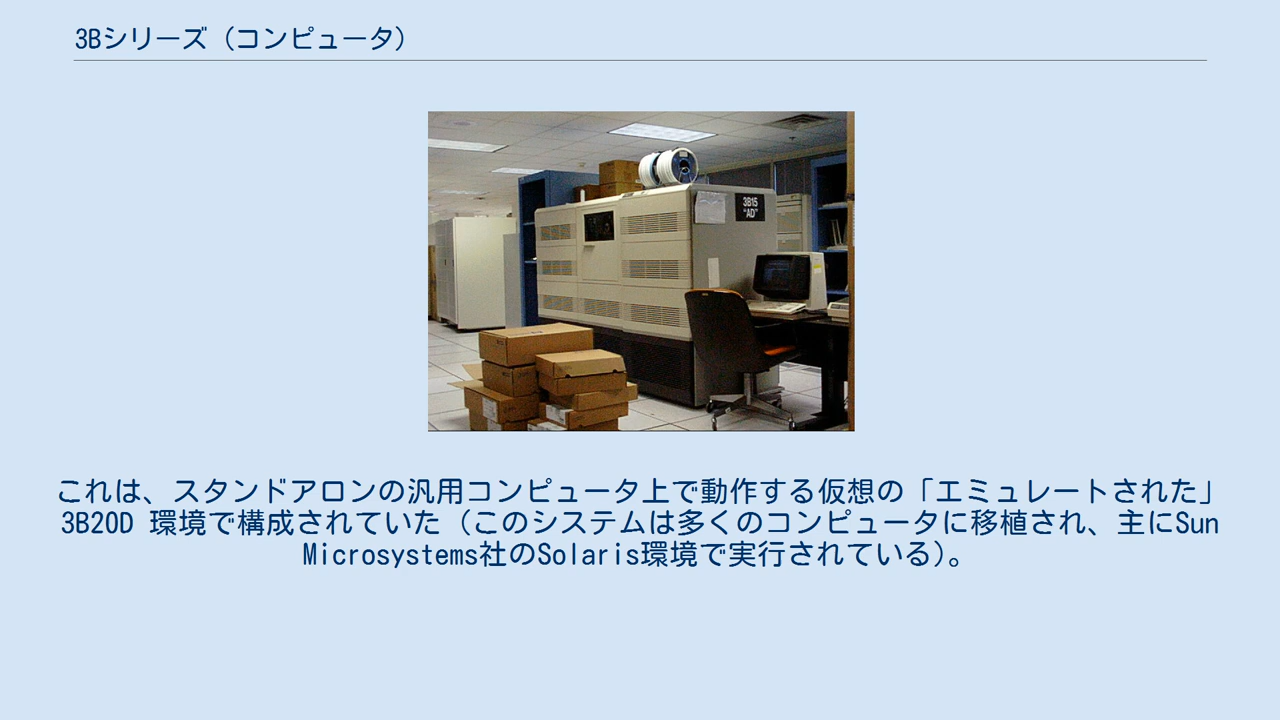 3Bシリーズ（コンピュータ）
3B15
"AD"
これは、スタンドアロンの汎用コンピュータ上で動作する仮想の「エミュレートされた」
3B20D 環境で構成されていた（このシステムは多くのコンピュータに移植され、主にSun
Microsystems社のSolaris環境で実行されている）。